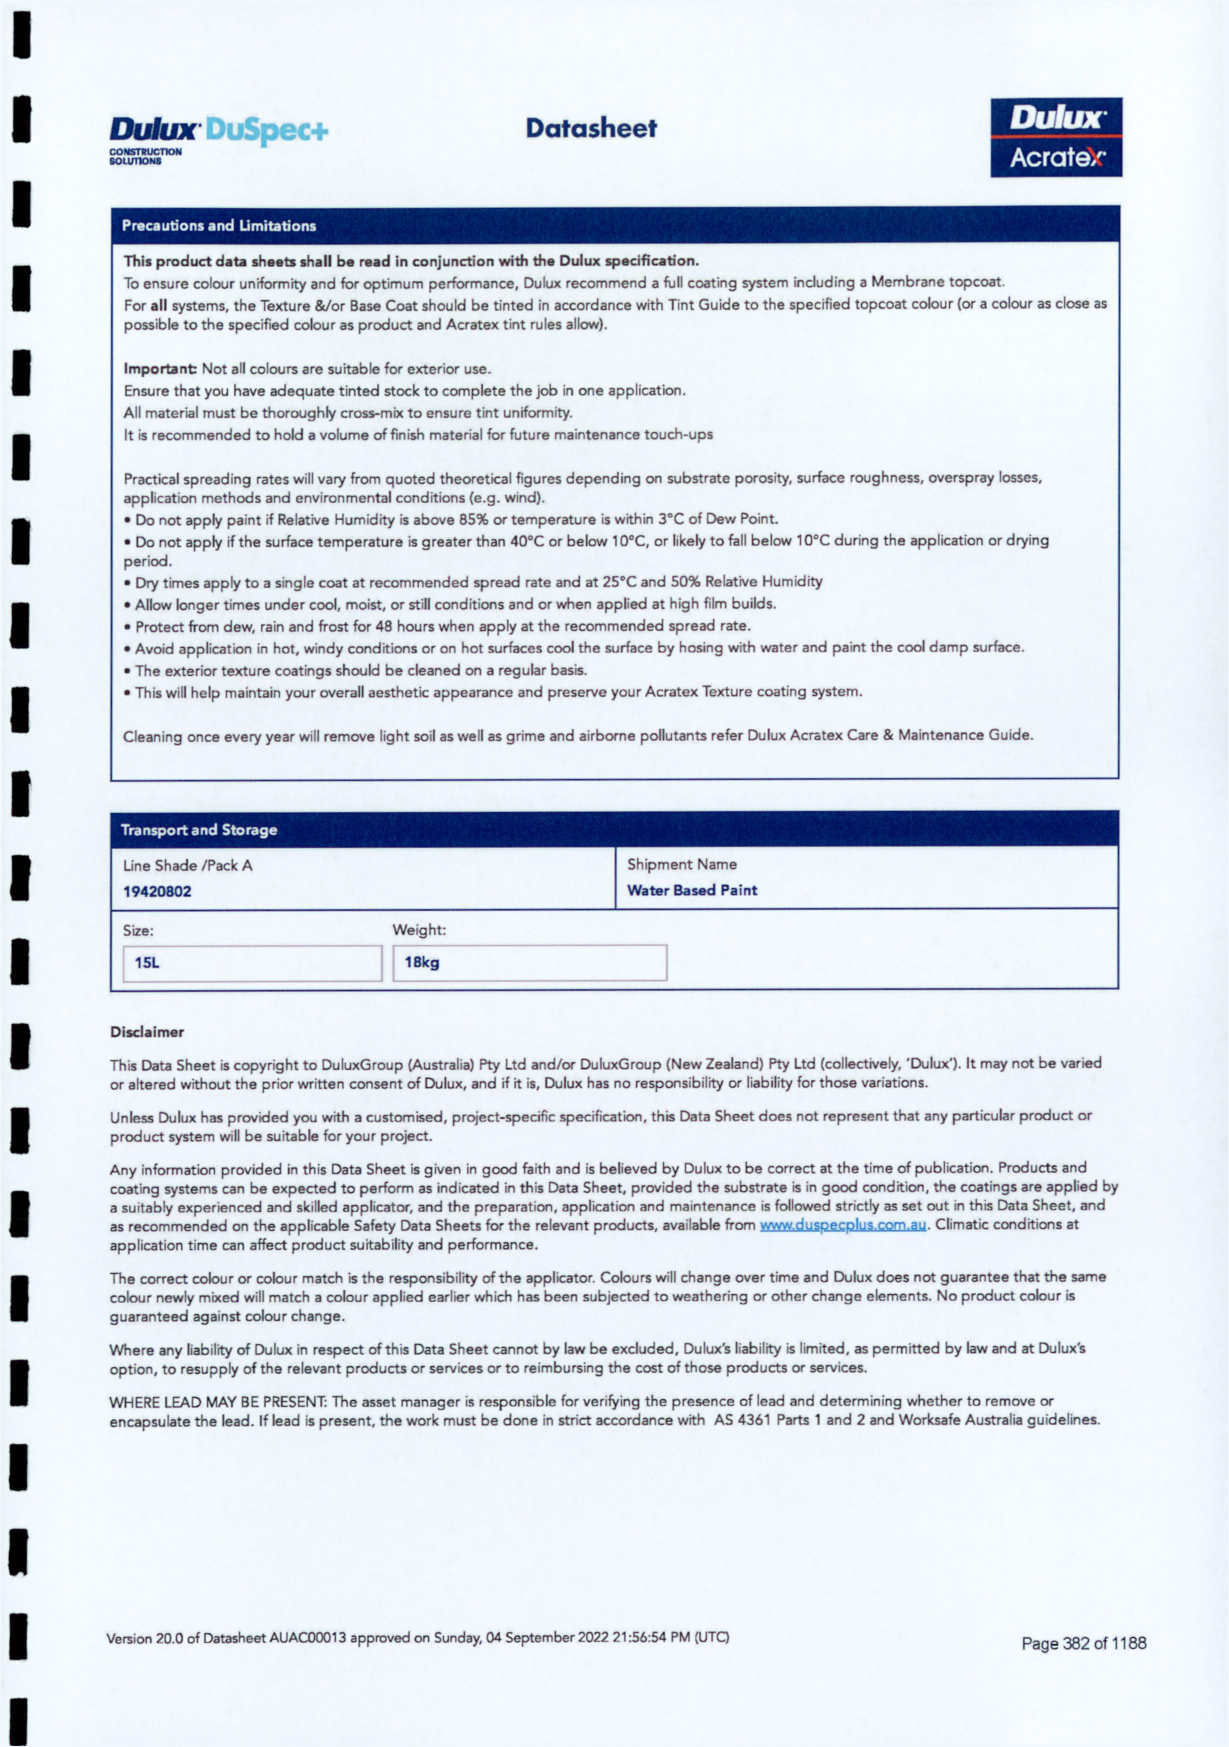 Dulux DuSpec+
CONSTRUCTION
SOLUTIONS
Datasheet
Dulux
Acratex
Precautions and Limitations
This product data sheets shall be read in conjunction with the Dulux specification.
To ensure colour uniformity and for optimum performance, Dulux recommend a full coating system including a Membrane topcoat.
For all systems, the Texture &/or Base Coat should be tinted in accordance with Tint Guide to the specified topcoat colour (or a colour as close as
possible to the specified colour as product and Acratex tint rules allow).
Important: Not all colours are suitable for exterior use.
Ensure that you have adequate tinted stock to complete the job in one application.
All material must be thoroughly cross-mix to ensure tint uniformity.
It is recommended to hold a volume of finish material for future maintenance touch-ups
Practical spreading rates will vary from quoted theoretical figures depending on substrate porosity, surface roughness, overspray losses,
application methods and environmental conditions (e.g. wind).
• Do not apply paint if Relative Humidity is above 85% or temperature is within 3°C of Dew Point.
• Do not apply if the surface temperature is greater than 40°C or below 10°C, or likely to fall below 10°C during the application or drying
period.
• Dry times apply to a single coat at recommended spread rate and at 25°C and 50% Relative Humidity
• Allow longer times under cool, moist, or still conditions and or when applied at high film builds.
• Protect from dew, rain and frost for 48 hours when apply at the recommended spread rate.
• Avoid application in hot, windy conditions or on hot surfaces cool the surface by hosing with water and paint the cool damp surface.
• The exterior texture coatings should be cleaned on a regular basis.
• This will help maintain your overall aesthetic appearance and preserve your Acratex Texture coating system.
Cleaning once every year will remove light soil as well as grime and airborne pollutants refer Dulux Acratex Care & Maintenance Guide.
Transport and Storage
Line Shade /Pack A
19420802
Shipment Name
Water Based Paint
Size:
15L
Weight:
18kg
Disclaimer
This Data Sheet is copyright to DuluxGroup (Australia) Pty Ltd and/or DuluxGroup (New Zealand) Pty Ltd (collectively, 'Dulux'). It may not be varied
or altered without the prior written consent of Dulux, and if it is, Dulux has no responsibility or liability for those variations.
Unless Dulux has provided you with a customised, project-specific specification, this Data Sheet does not represent that any particular product or
product system will be suitable for your project.
Any information provided in this Data Sheet is given in good faith and is believed by Dulux to be correct at the time of publication. Products and
coating systems can be expected to perform as indicated in this Data Sheet, provided the substrate is in good condition, the coatings are applied by
a suitably experienced and skilled applicator, and the preparation, application and maintenance is followed strictly as set out in this Data Sheet, and
as recommended on the applicable Safety Data Sheets for the relevant products, available from www.duspecplus.com.au. Climatic conditions at
application time can affect product suitability and performance.
The correct colour or colour match is the responsibility of the applicator. Colours will change over time and Dulux does not guarantee that the same
colour newly mixed will match a colour applied earlier which has been subjected to weathering or other change elements. No product colour is
guaranteed against colour change.
Where any liability of Dulux in respect of this Data Sheet cannot by law be excluded, Dulux's liability is limited, as permitted by law and at Dulux's
option, to resupply of the relevant products or services or to reimbursing the cost of those products or services.
WHERE LEAD MAY BE PRESENT: The asset manager is responsible for verifying the presence of lead and determining whether to remove or
encapsulate the lead. If lead is present, the work must be done in strict accordance with AS 4361 Parts 1 and 2 and Worksafe Australia guidelines.
Version 20.0 of Datasheet AUAC00013 approved on Sunday, 04 September 2022 21:56:54 PM (UTC)
Page 382 of 1188